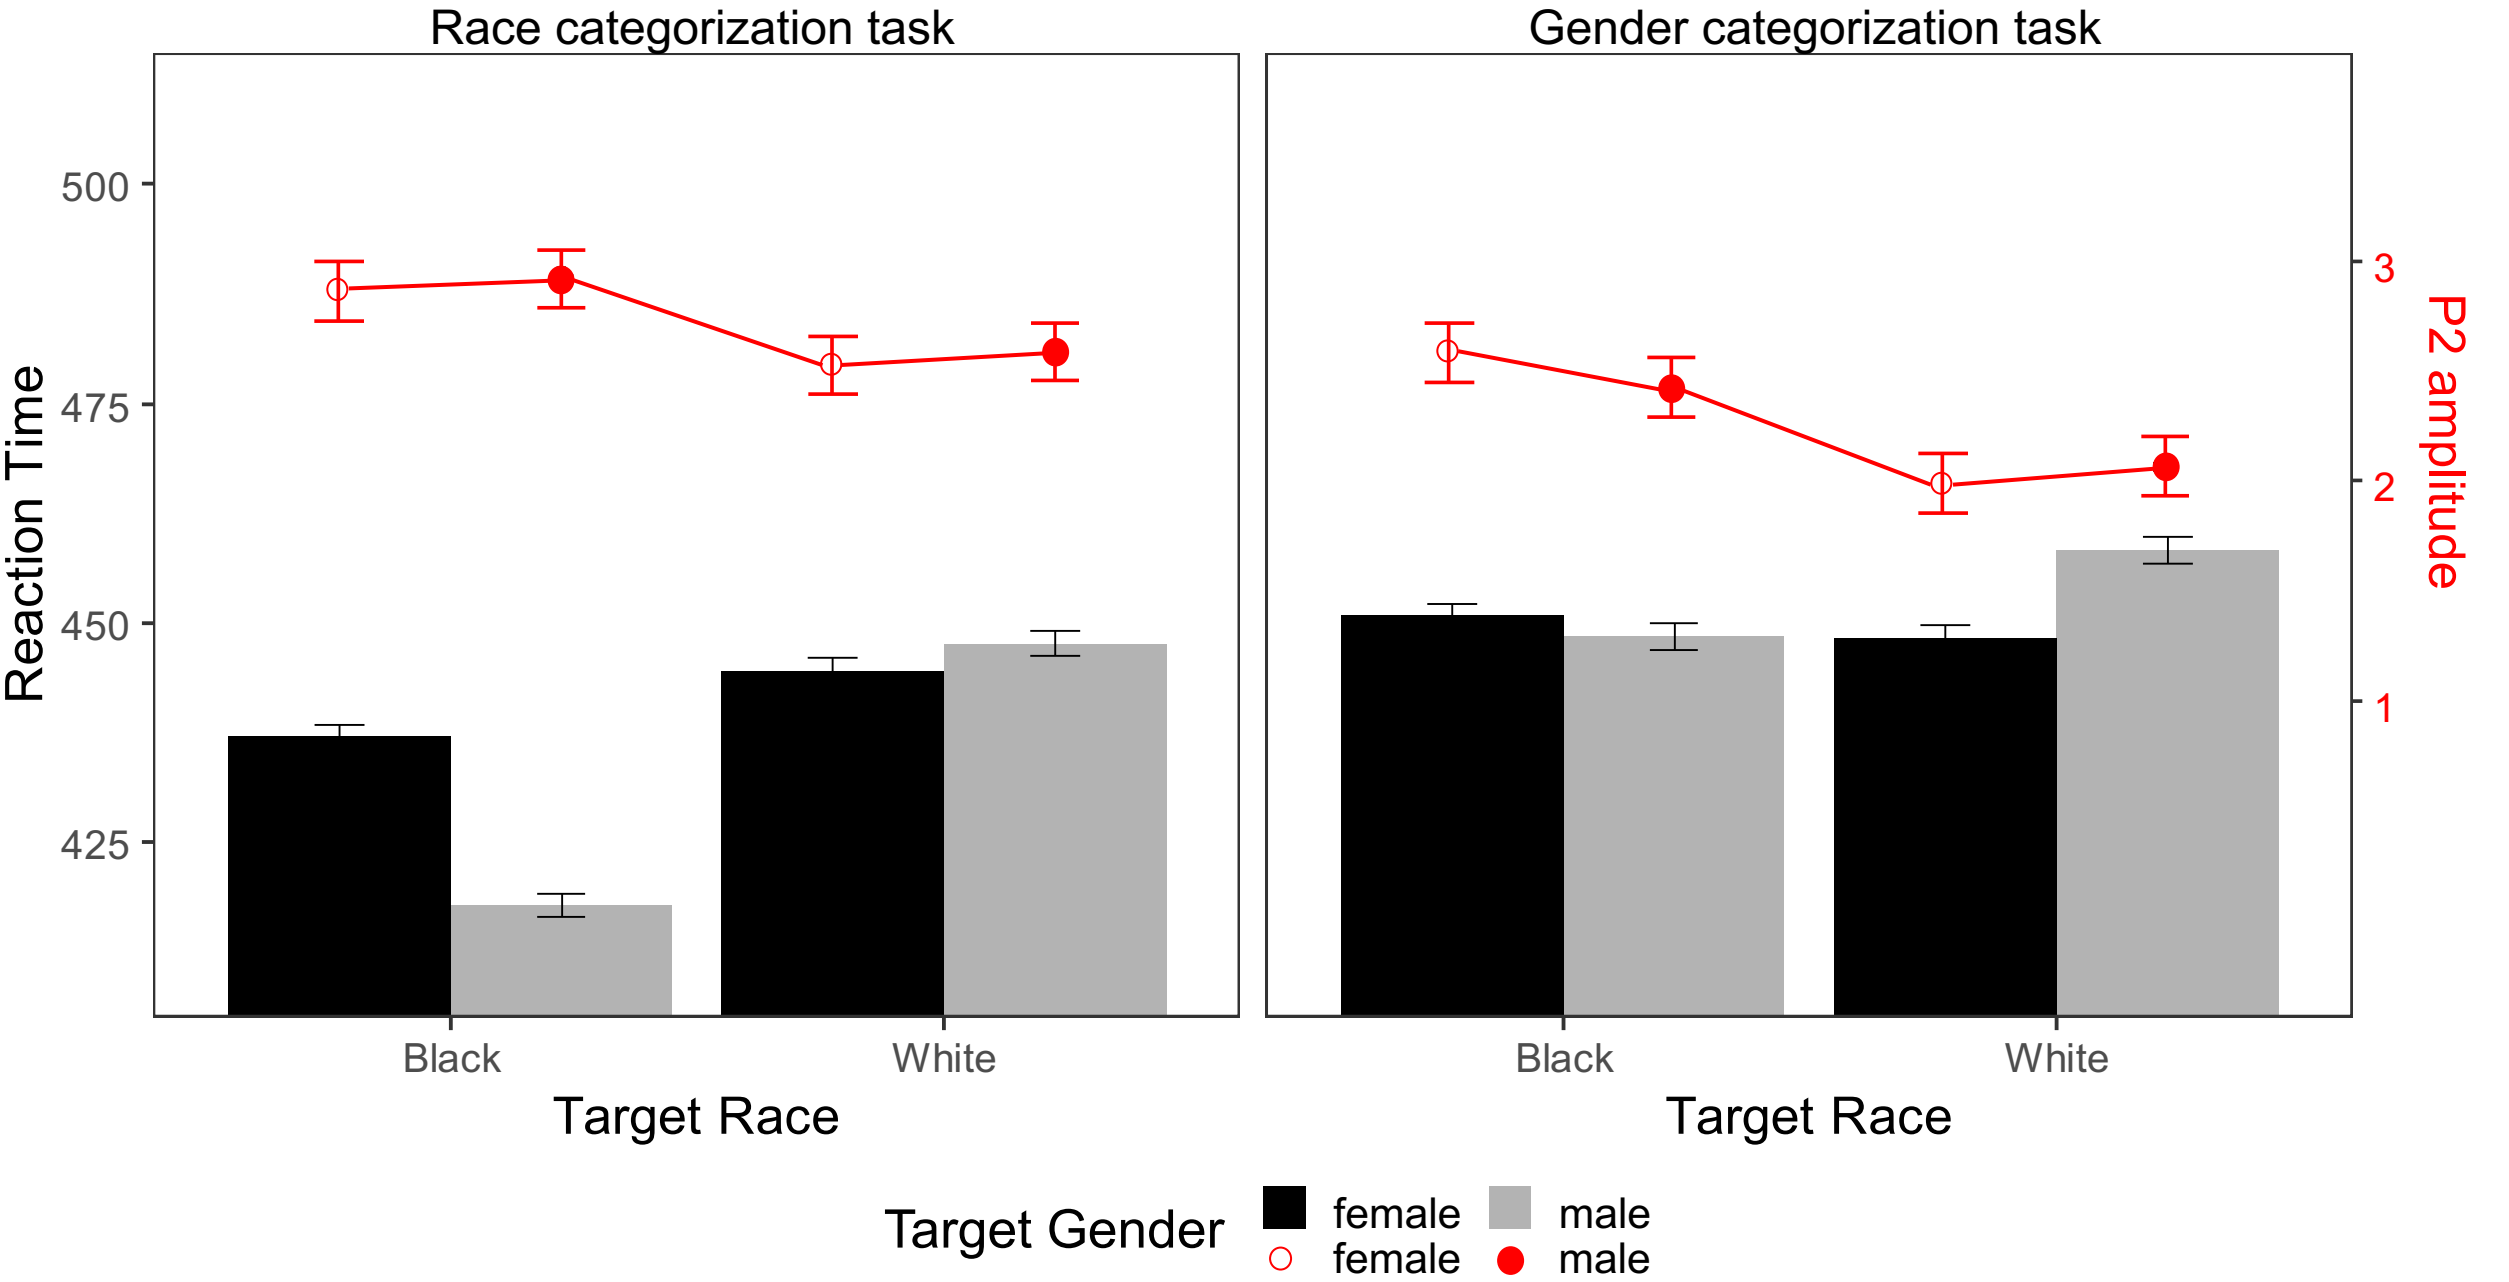 Race categorization task
Gender categorization task
Reaction Time
500
475
450
425
3
2
1
P2 amplitude
Black
White
Black
White
Target Race
Target Race
Target Gender
female
male
female
male